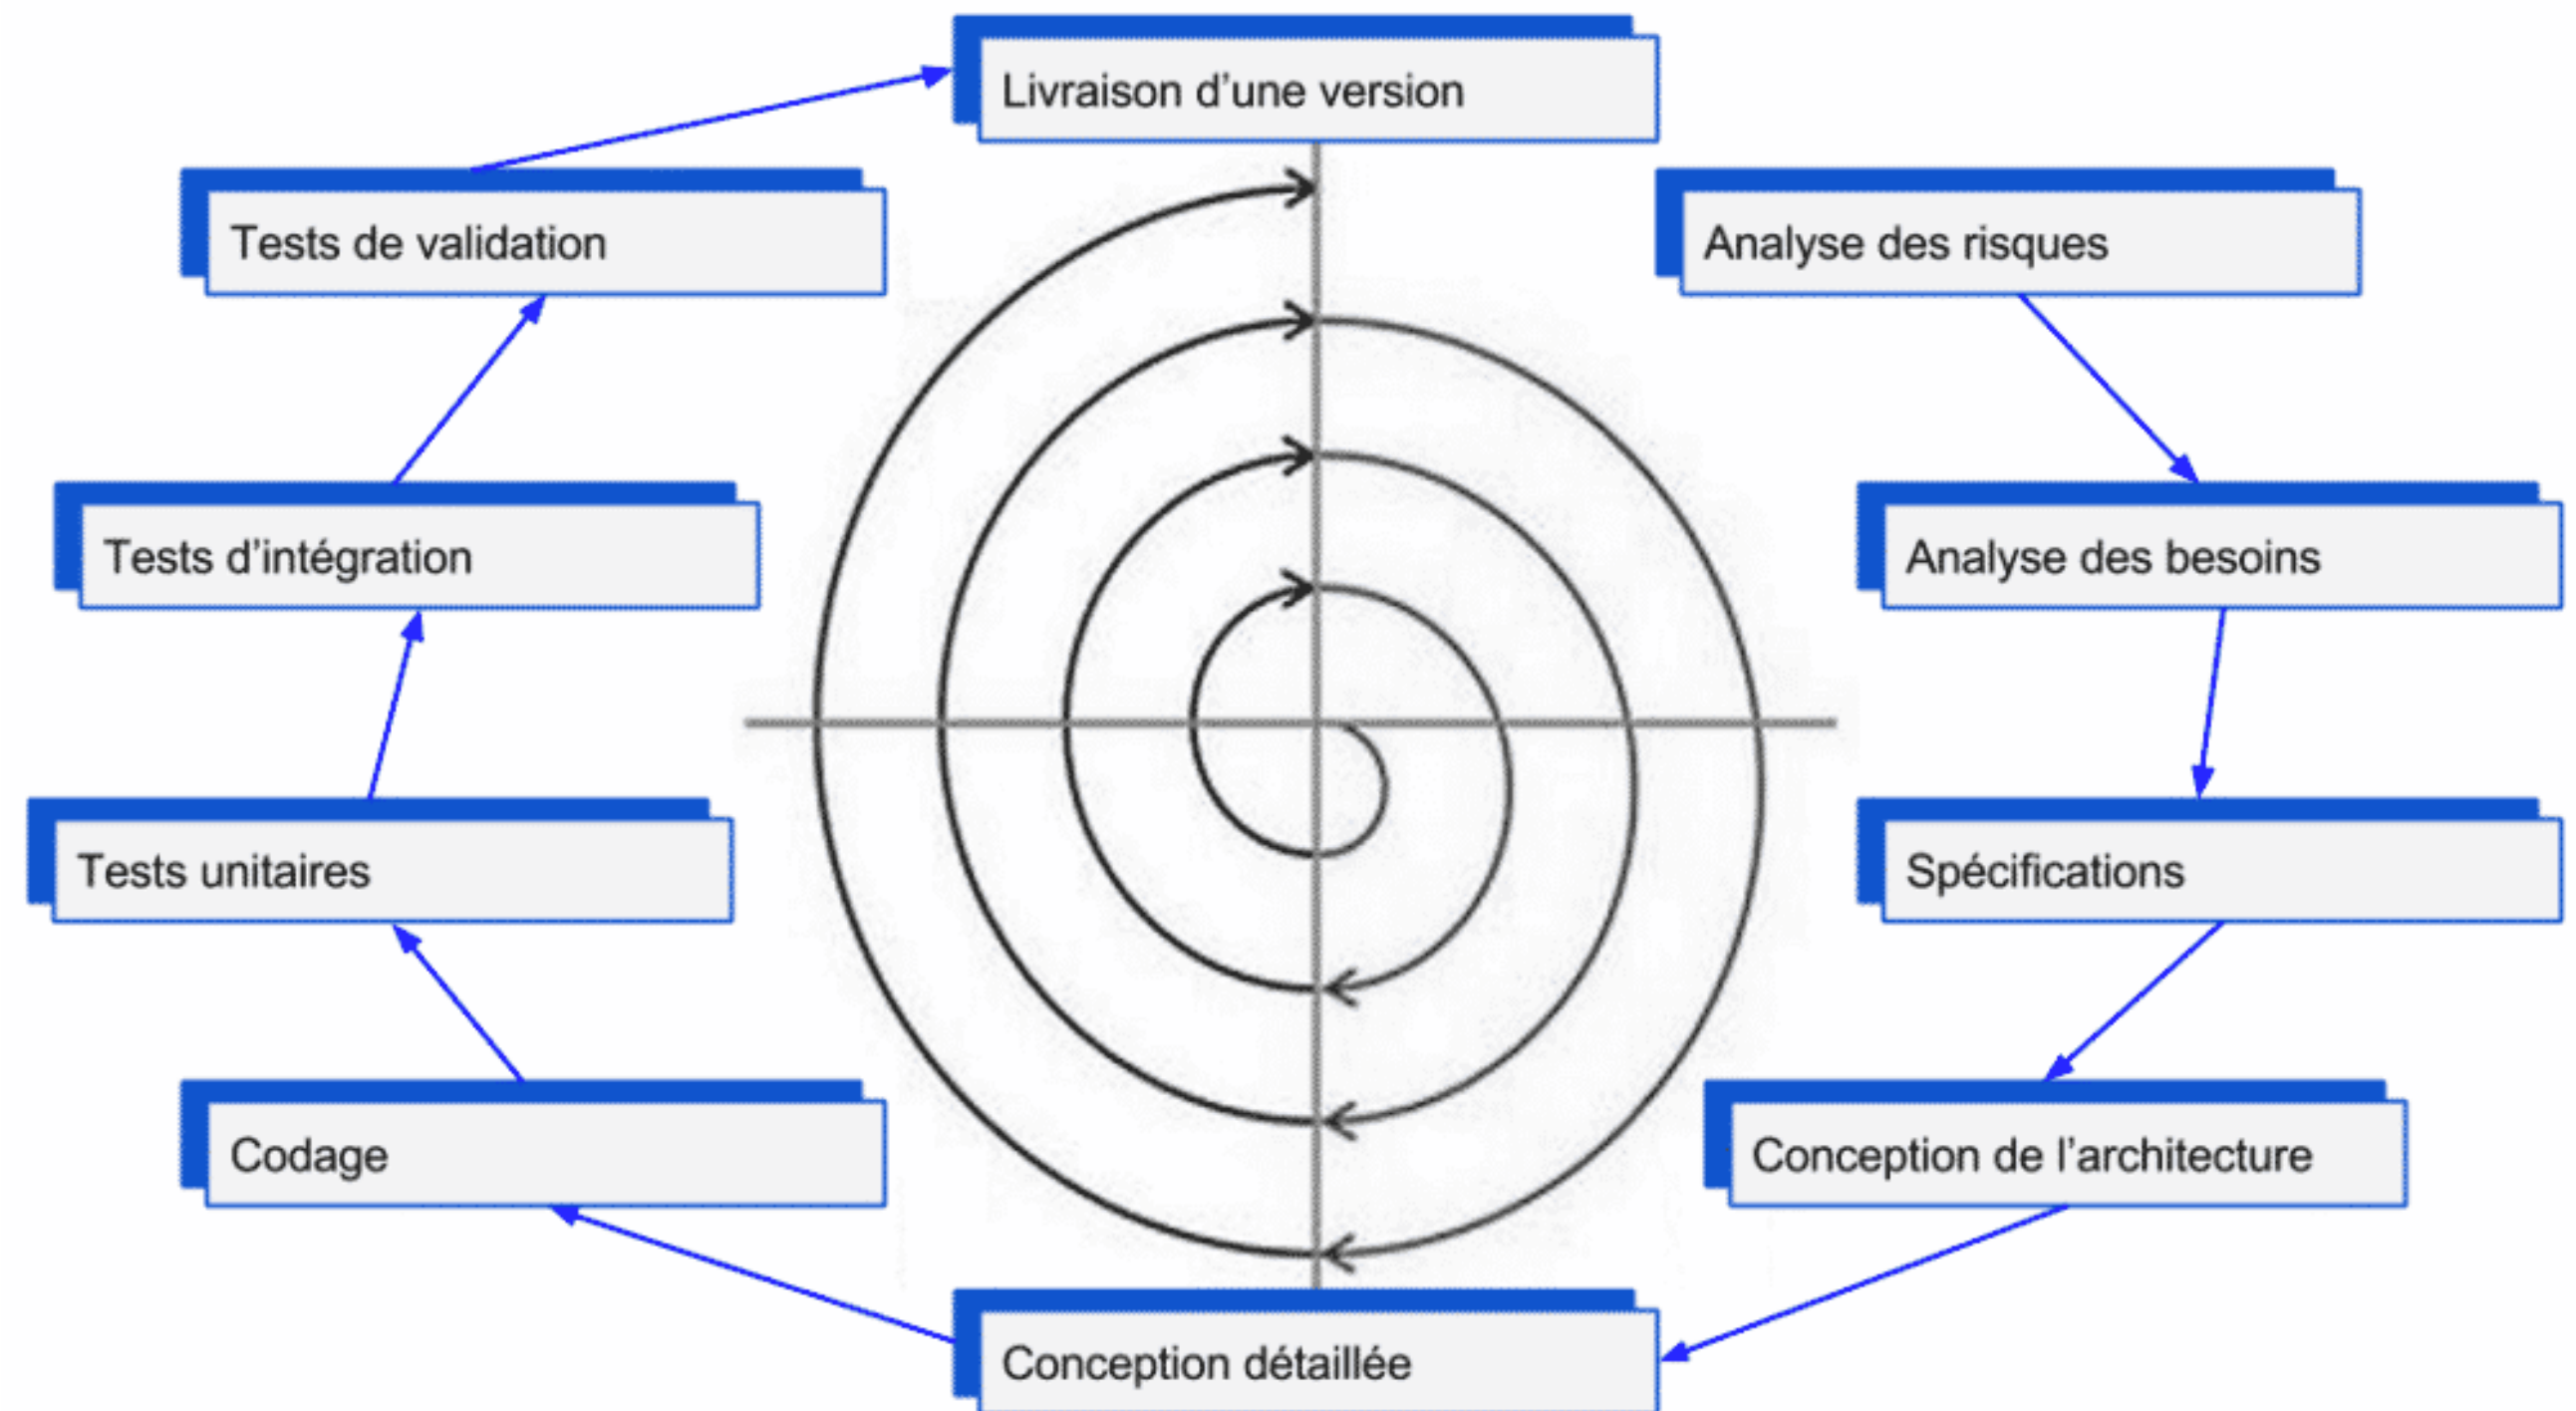 Livraison d’une version
Analyse des risques
Analyse des besoins
Spécifications
Conception de l’architecture
Conception détaillée
Codage
Tests unitaires
Tests d’intégration
Tests de validation